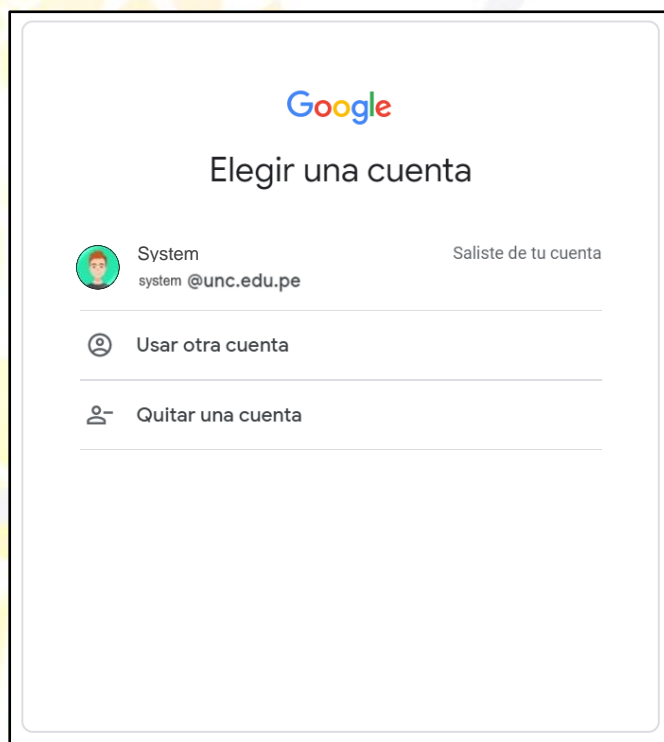 Google
Elegir una cuenta
System
Saliste de tu cuenta
system @unc.edu.pe
Usar otra cuenta
Quitar una cuenta